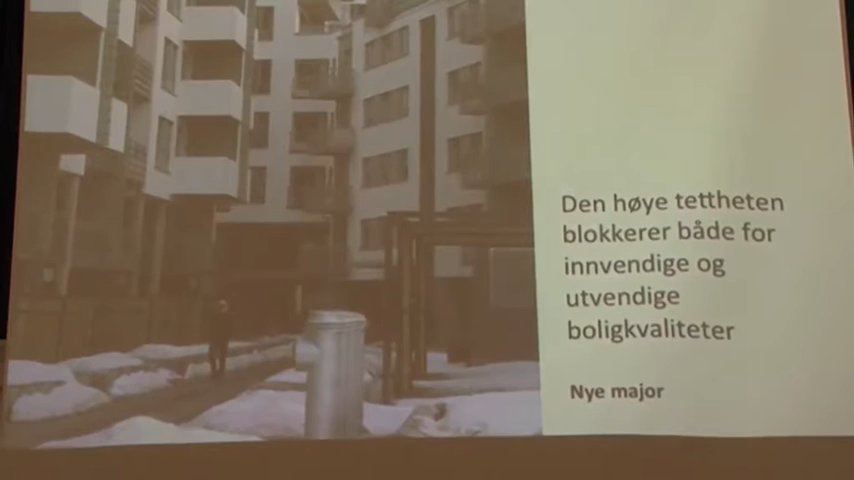 Den høye tettheten
blokkerer både for
innvendige og
utvendige
boligkvaliteter
Nye major